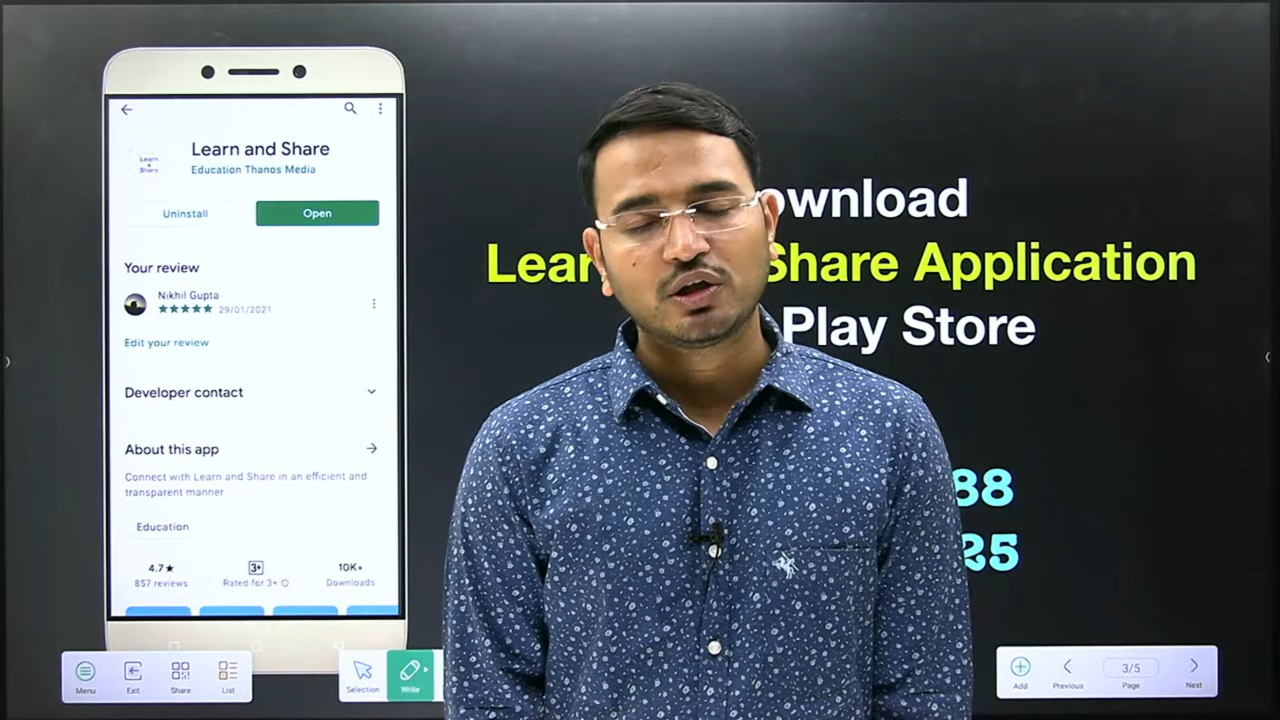 Learn and Share
Education Thanos Media
Learn
&
Share
Uninstall
Open
Your review
Nikhil Gupta
29/01/2021
Edit your review
Developer contact
About this app
Connect with Learn and Share in an efficient and
transparent manner
Education
4.7★
857 reviews
3+
Rated for 3+
10K+
Downloads
ownload
Lear Share Application
Play Store
88
25
Menu
Exit
Share
List
Selection
Write
Add
Previous
3/5
Page
Next